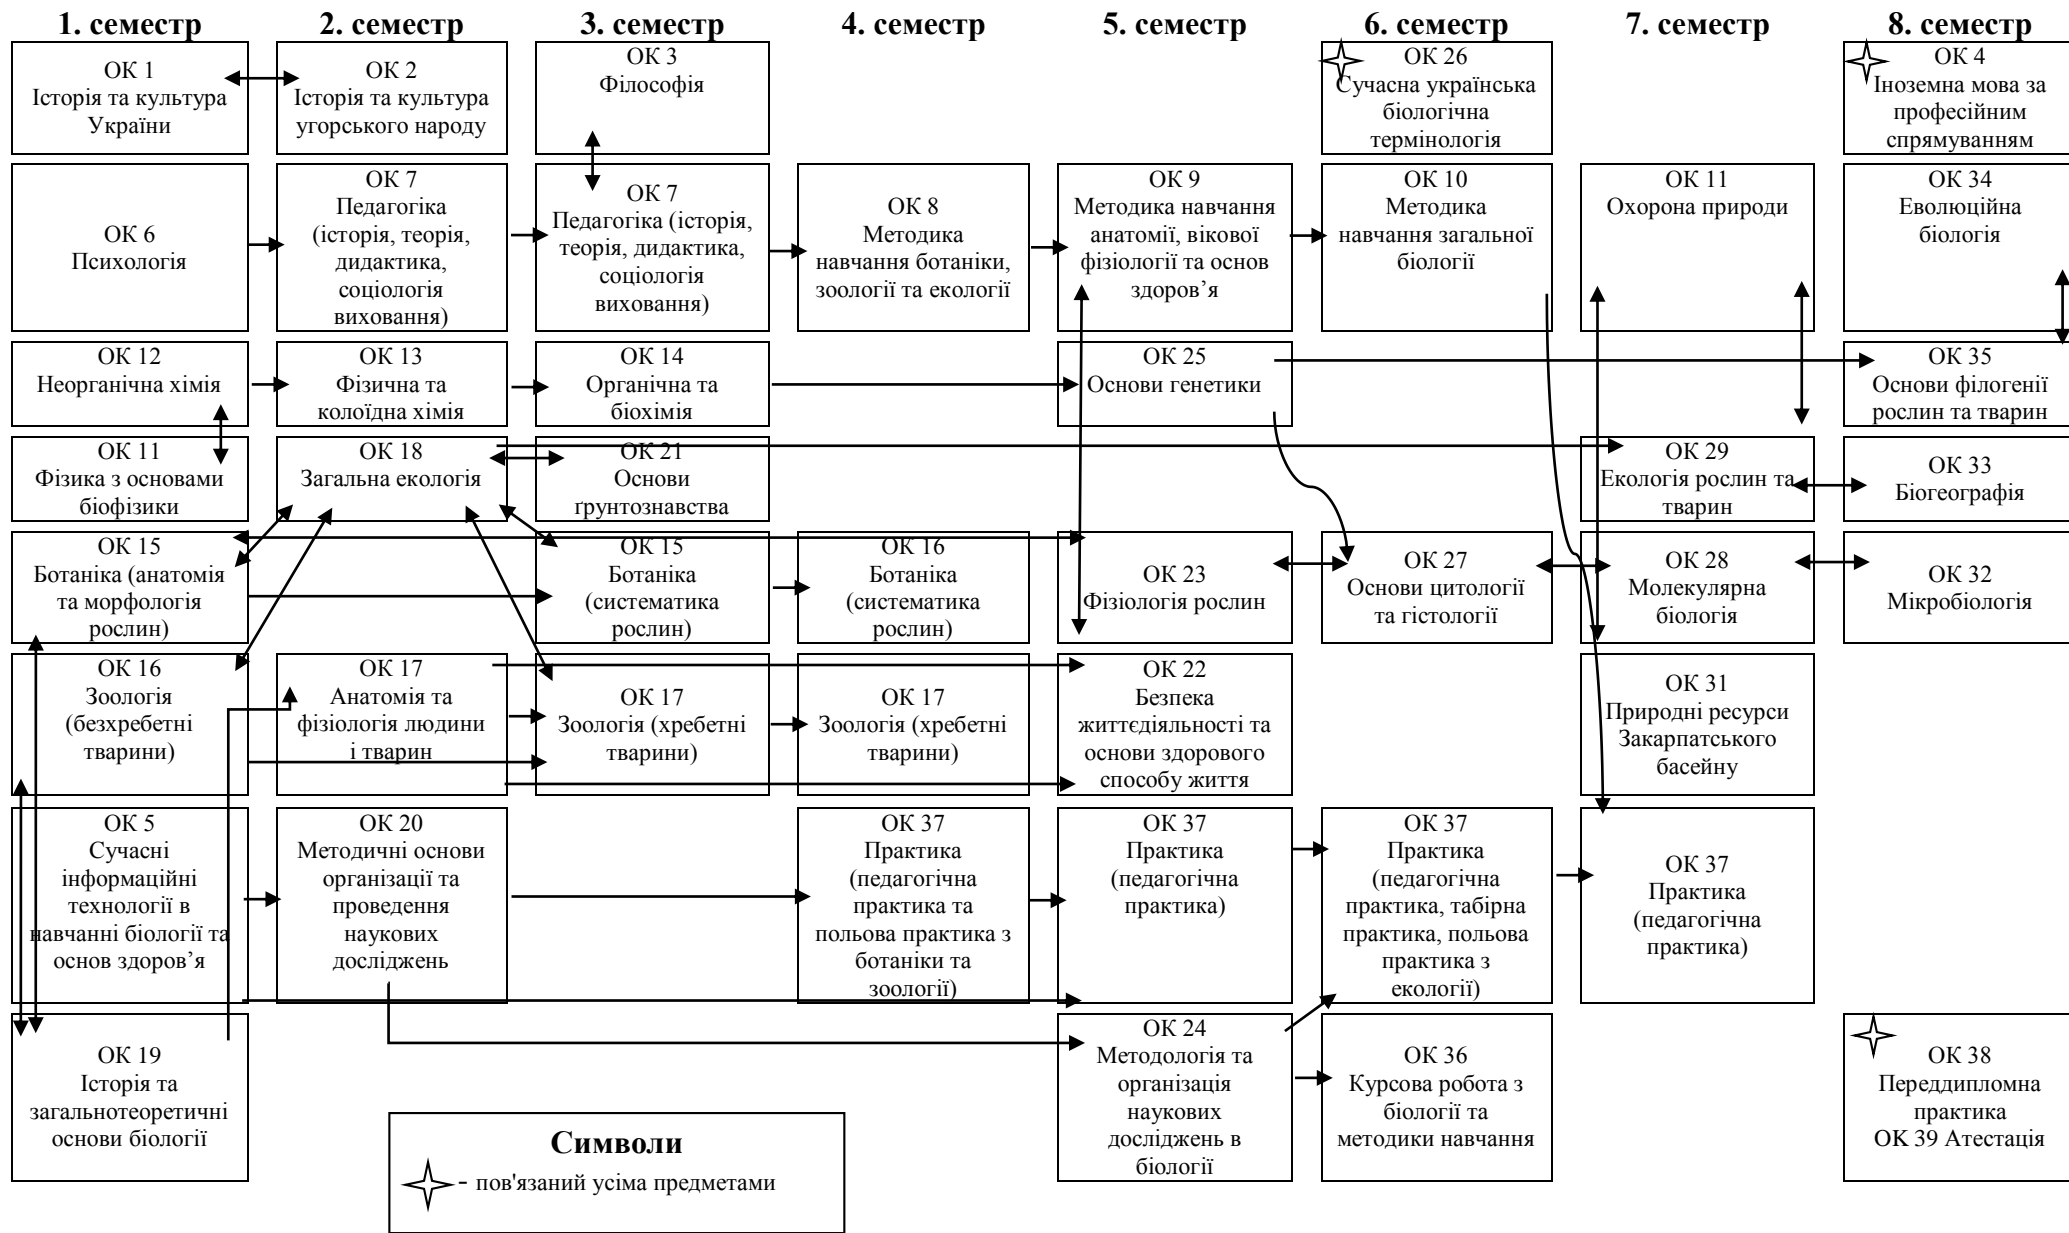 1. семестр
2. семестр
3. семестр
4. семестр
5. семестр
6. семестр
7. семестр
8. семестр
ОК 1
Історія та культура
України
ОК 2
Історія та культура
угорського народу
ОК 3
Філософія
ОК 26
Сучасна українська
біологічна
термінологія
ОК 4
Іноземна мова за
професійним
спрямуванням
ОК 6
Психологія
ОК 7
Педагогіка
(історія, теорія,
дидактика,
соціологія
виховання)
ОК 7
Педагогіка (історія,
теорія, дидактика,
соціологія
виховання)
ОК 8
Методика
навчання ботаніки,
зоології та екології
ОК 9
Методика навчання
анатомії, вікової
фізіології та основ
здоров’я
ОК 10
Методика
навчання загальної
біології
ОК 11
Охорона природи
ОК 34
Еволюційна
біологія
ОК 12
Неорганічна хімія
ОК 13
Фізична та
колоїдна хімія
ОК 14
Органічна та
біохімія
ОК 25
Основи генетики
ОК 35
Основи філогенії
рослин та тварин
ОК 11
Фізика з основами
біофізики
ОК 18
Загальна екологія
ОК 21
Основи
ґрунтознавства
ОК 29
Екологія рослин та
тварин
ОК 33
Біогеографія
ОК 15
Ботаніка (анатомія
та морфологія
рослин)
ОК 15
Ботаніка
(систематика
рослин)
ОК 16
Ботаніка
(систематика
рослин)
ОК 23
Фізіологія рослин
ОК 27
Основи цитології
та гістології
ОК 28
Молекулярна
біологія
ОК 32
Мікробіологія
ОК 16
Зоологія
(безхребетні
тварини)
ОК 17
Анатомія та
фізіологія людини
і тварин
ОК 17
Зоологія (хребетні
тварини)
ОК 17
Зоологія (хребетні
тварини)
ОК 22
Безпека
життєдіяльності та
основи здорового
способу життя
ОК 31
Природні ресурси
Закарпатського
басейну
ОК 5
Сучасні
інформаційні
технології в
навчанні біології та
основ здоров’я
ОК 20
Методичні основи
організації та
проведення
наукових
досліджень
ОК 37
Практика
(педагогічна
практика та
польова практика з
ботаніки та
зоології)
ОК 37
Практика
(педагогічна
практика)
ОК 37
Практика
(педагогічна
практика, табірна
практика, польова
практика з
екології)
ОК 37
Практика
(педагогічна
практика)
ОК 19
Історія та
загальнотеоретичні
основи біології
ОК 24
Методологія та
організація
наукових
досліджень в
біології
ОК 36
Курсова робота з
біології та
методики навчання
ОК 38
Переддипломна
практика
ОК 39 Атестація
Символи
- пов'язаний усіма предметами